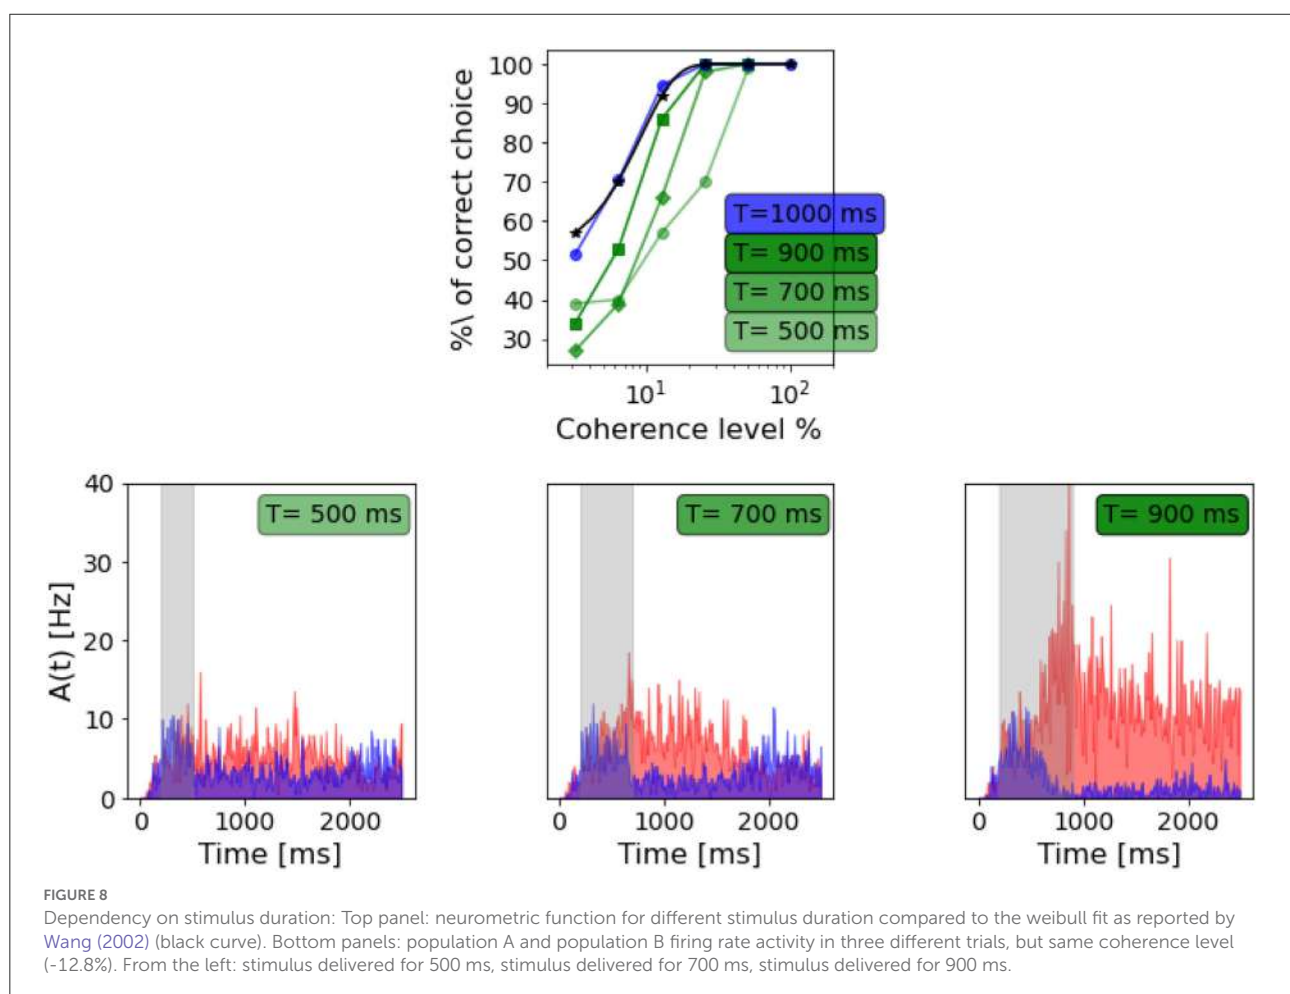 100
90
80
70
60
50
40
30
%\ of correct choice
T=1000 ms
T= 900 ms
T= 700 ms
T= 500 ms
10¹ 10²
Coherence level %
40
30
20
10
0
A(t) [Hz]
T= 500 ms
0 1000 2000
Time [ms]
T= 700 ms
0 1000 2000
Time [ms]
T= 900 ms
0 1000 2000
Time [ms]
FIGURE 8
Dependency on stimulus duration: Top panel: neurometric function for different stimulus duration compared to the weibull fit as reported by
Wang (2002) (black curve). Bottom panels: population A and population B firing rate activity in three different trials, but same coherence level
(-12.8%). From the left: stimulus delivered for 500 ms, stimulus delivered for 700 ms, stimulus delivered for 900 ms.